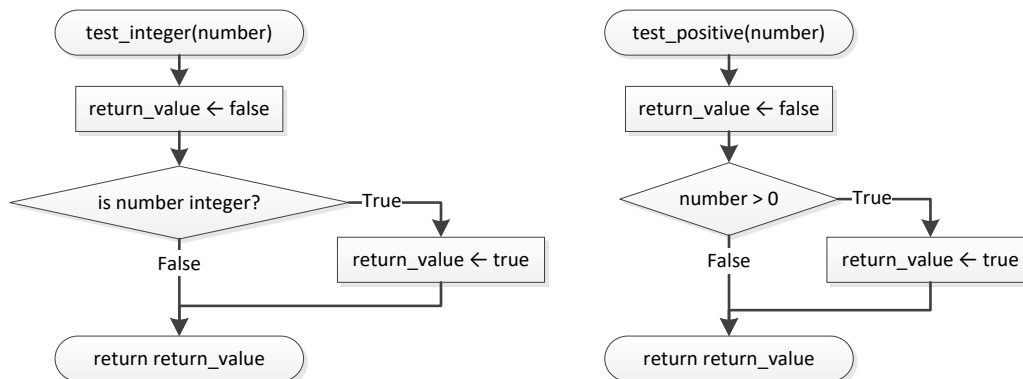 test_integer(number)
return_value ← false
is number integer?
True
False
return_value ← true
return return_value
test_positive(number)
return_value ← false
number > 0
True
False
return_value ← true
return return_value